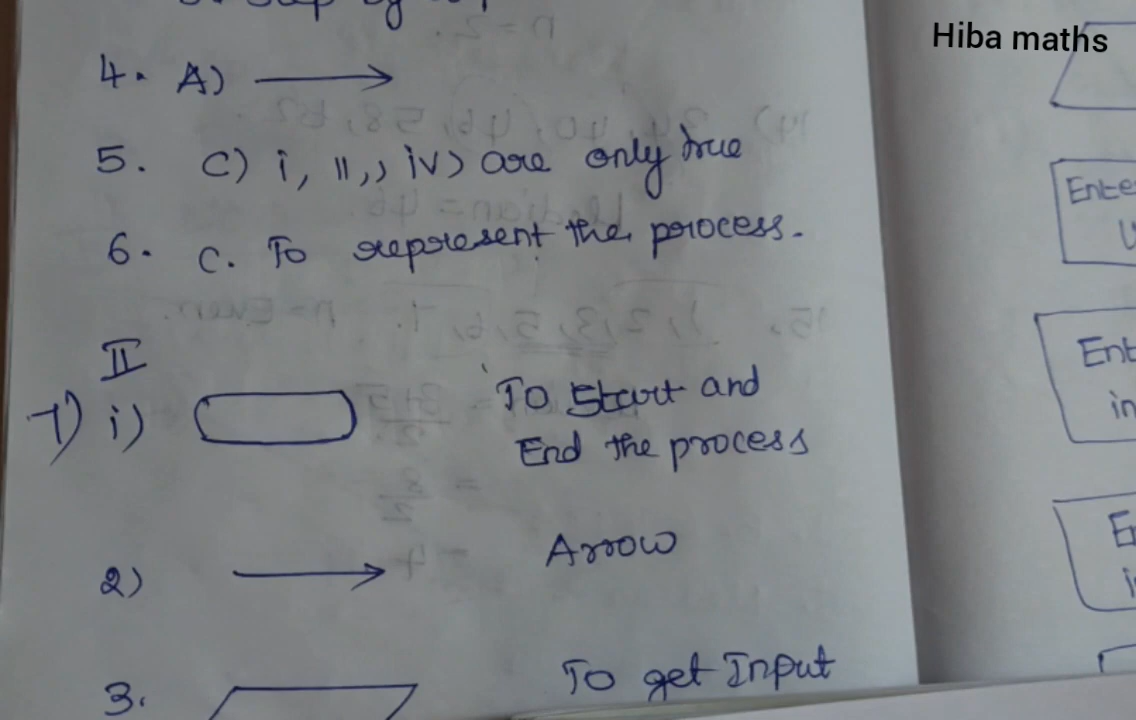 Hiba maths
4. A) →
5. C) i, ii,, iv) are only true
6. C. To represent the process.
II
7) i) To Start and
End the process
2) → Arrow
3. To get Input
Ente
Ent
in
E